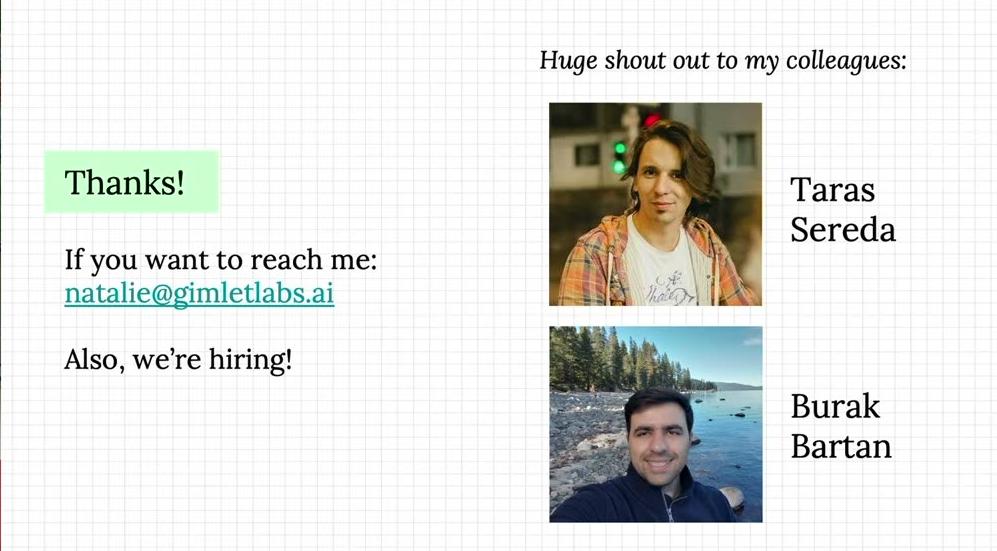 Huge shout out to my colleagues:
Thanks!
If you want to reach me:
natalie@gimletlabs.ai
Also, we’re hiring!
Taras
Sereda
Burak
Bartan